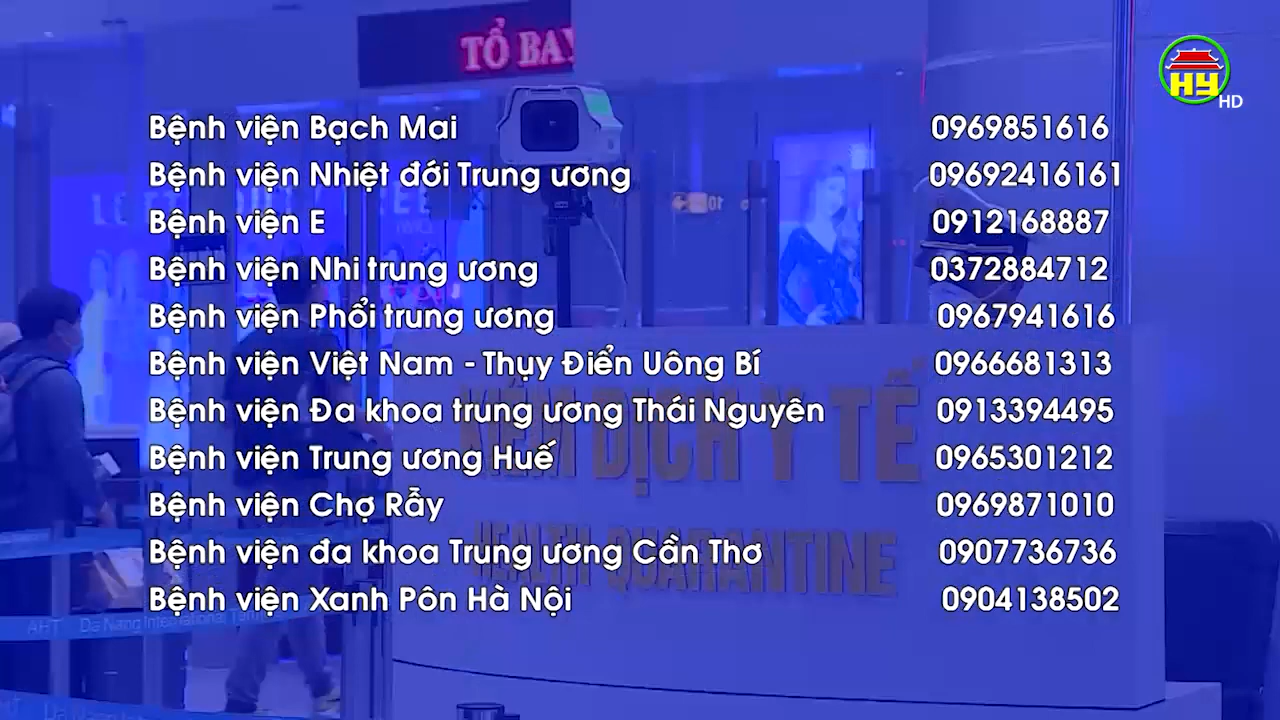 TỔ BAY
HY
HD
Bệnh viện Bạch Mai 0969851616
Bệnh viện Nhiệt đới Trung ương 09692416161
Bệnh viện E 0912168887
Bệnh viện Nhi trung ương 0372884712
Bệnh viện Phổi trung ương 0967941616
Bệnh viện Việt Nam - Thụy Điển Uông Bí 0966681313
Bệnh viện Đa khoa trung ương Thái Nguyên 0913394495
Bệnh viện Trung ương Huế 0965301212
Bệnh viện Chợ Rẫy 0969871010
Bệnh viện đa khoa Trung ương Cần Thơ 0907736736
Bệnh viện Xanh Pôn Hà Nội 0904138502
KIỂM DỊCH Y TẾ
HEALTH QUARANTINE
AHT Da Nang International